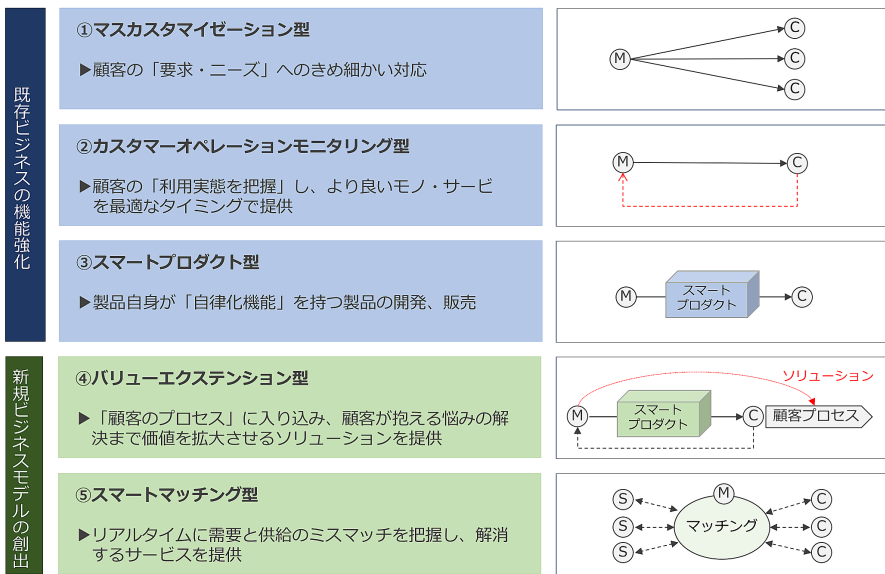 既存ビジネスの機能強化
①マスカスタマイゼーション型
▶顧客の「要求・ニーズ」へのきめ細かい対応
M
C
C
C
②カスタマーオペレーションモニタリング型
▶顧客の「利用実態を把握」し、より良いモノ・サービ
スを最適なタイミングで提供
M
C
③スマートプロダクト型
▶製品自身が「自律化機能」を持つ製品の開発、販売
M
スマート
プロダクト
C
新規ビジネスモデルの創出
④バリューエクステンション型
▶「顧客のプロセス」に入り込み、顧客が抱える悩みの解
決まで価値を拡大させるソリューションを提供
ソリューション
M
スマート
プロダクト
C
顧客プロセス
⑤スマートマッチング型
▶リアルタイムに需要と供給のミスマッチを把握し、解消
するサービスを提供
M
S
C
S
マッチング
C
S
C